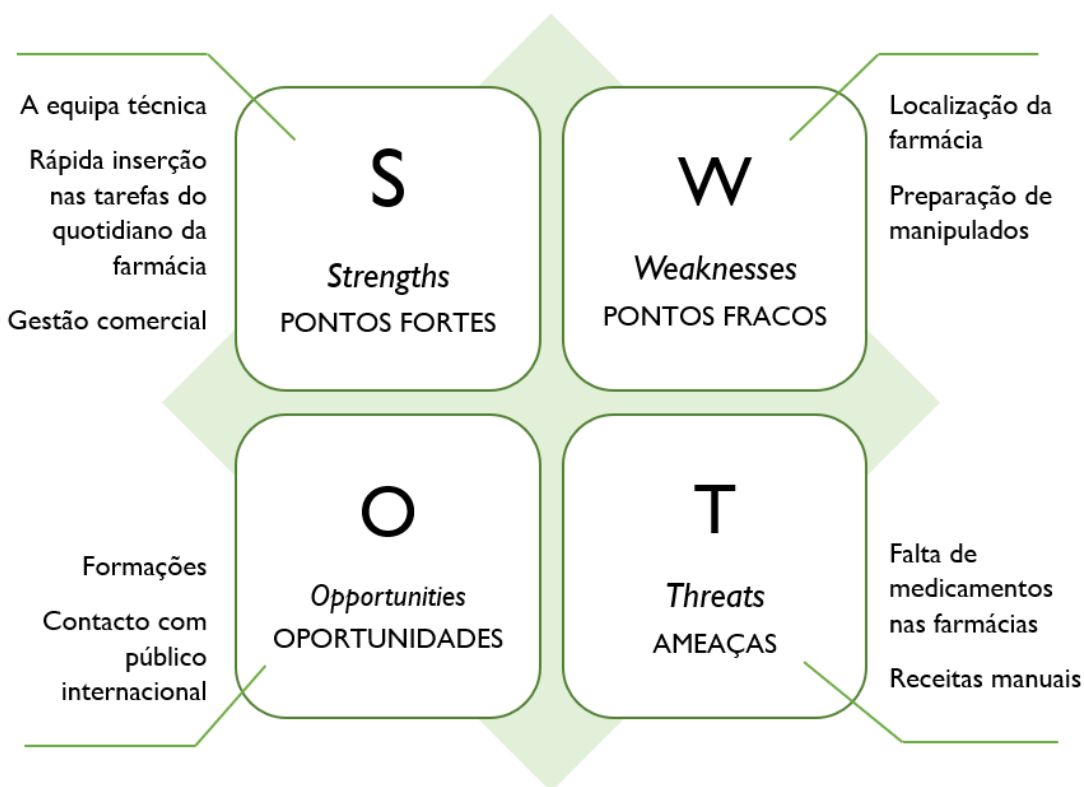 A equipa técnica
Rápida inserção
nas tarefas do
quotidiano da
farmácia
Gestão comercial
S
Strengths
PONTOS FORTES
W
Weaknesses
PONTOS FRACOS
Localização da
farmácia
Preparação de
manipulados
Formações
Contacto com
público
internacional
O
Opportunities
OPORTUNIDADES
T
Threats
AMEAÇAS
Falta de
medicamentos
nas farmácias
Receitas manuais